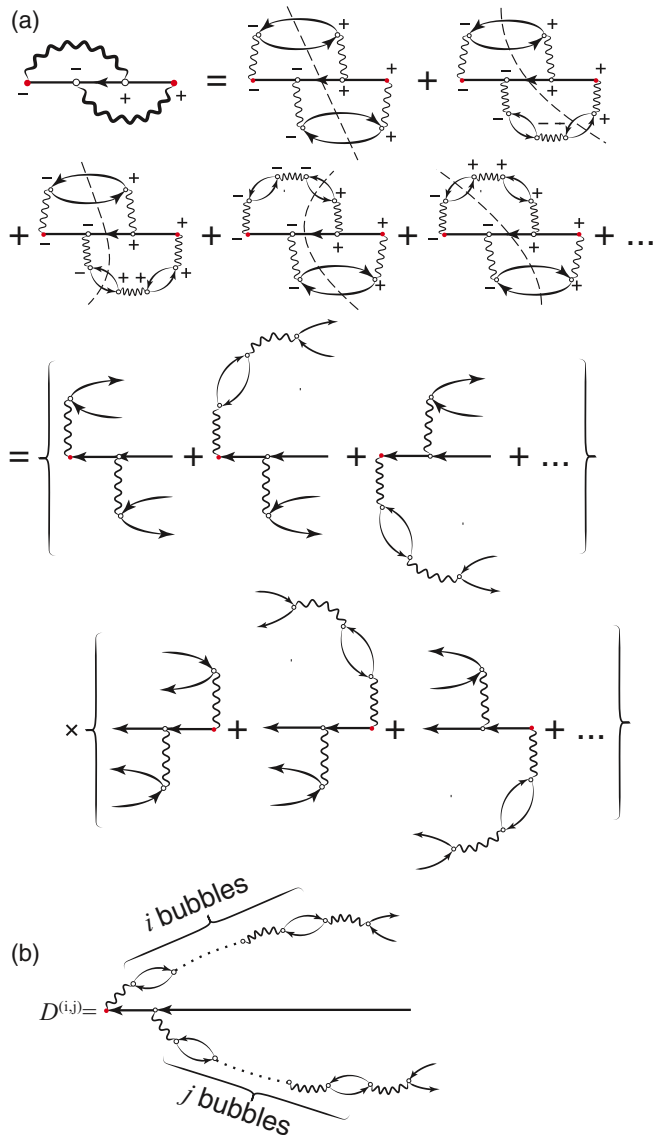 (a)
− − + +
=
− + − +
− +
+
− + − +
− − − +
+
− + − +
− + + +
+
− − + − +
− +
+
+ + − + − +
− +
+ ...
=
+
+
+ ...
×
+
+
+ ...
i bubbles
(b)
D(i,j)=
j bubbles